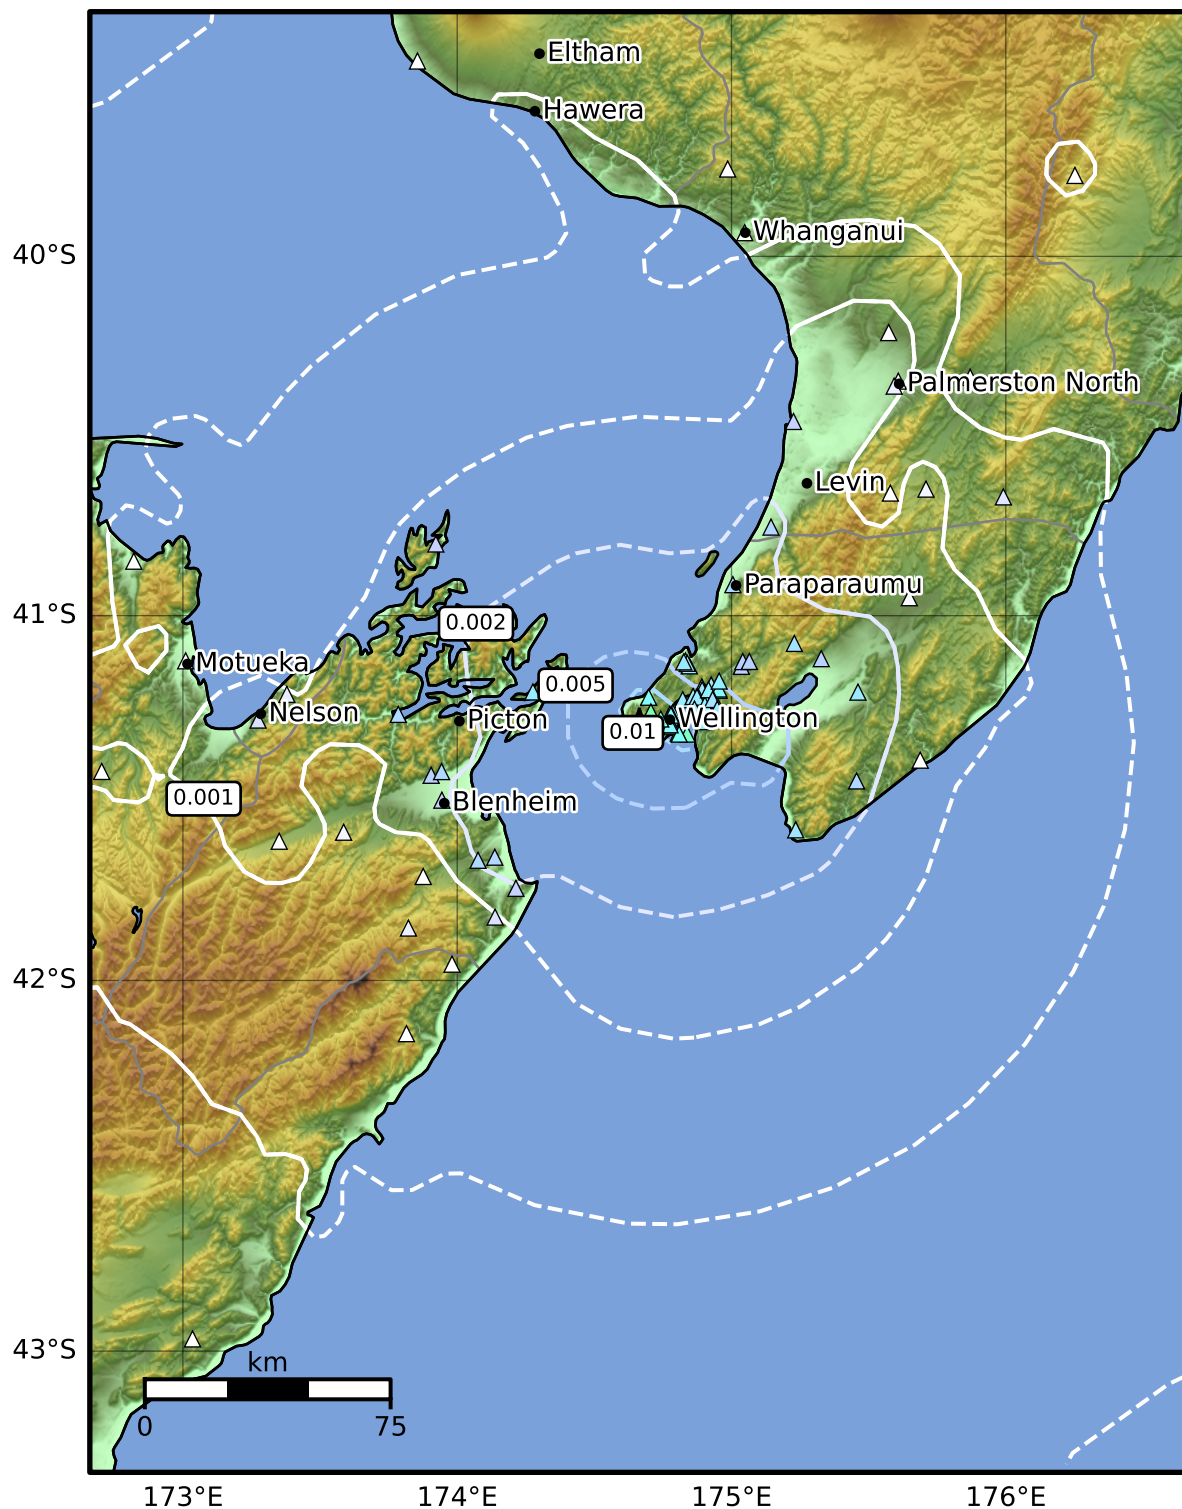 Eltham
Hawera
Whanganui
40°S
Palmerston North
Levin
Paraparaumu
41°S
0.002
Motueka
0.005
Nelson
Picton
Wellington
0.01
0.001
Blenheim
42°S
43°S
km
0
75
173°E
174°E
175°E
176°E